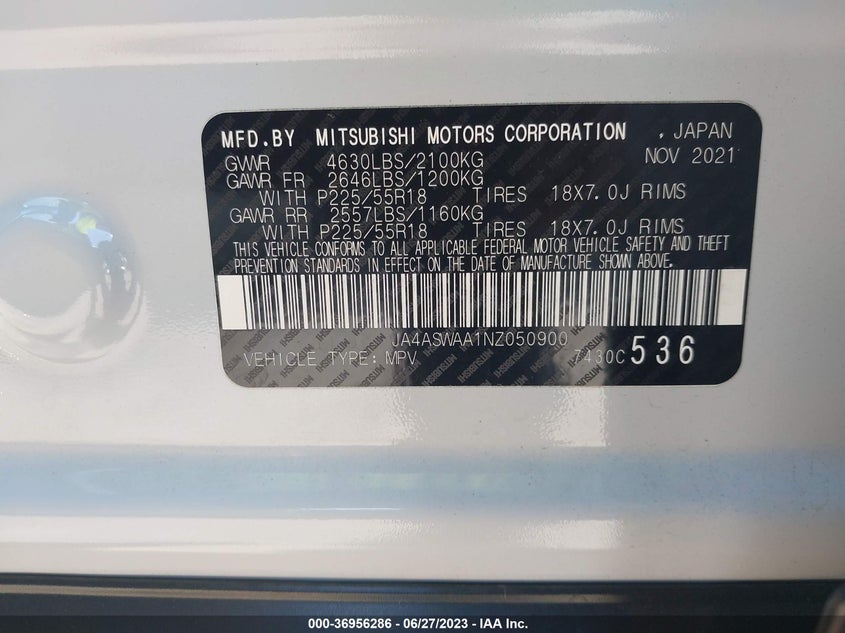 MFD.BY MITSUBISHI MOTORS CORPORATION , JAPAN
GVWR 4630LBS/2100KG NOV 2021
GAWR FR 2646LBS/1200KG
WITH P225/55R18 TIRES 18X7.0J RIMS
GAWR RR 2557LBS/1160KG
WITH P225/55R18 TIRES 18X7.0J RIMS
THIS VEHICLE CONFORMS TO ALL APPLICABLE FEDERAL MOTOR VEHICLE SAFETY AND THEFT
PREVENTION STANDARDS IN EFFECT ON THE DATE OF MANUFACTURE SHOWN ABOVE.
JA4ASWAA1NZ050900
VEHICLE TYPE: MPV 7430C 536
000-36956286 - 06/27/2023 - IAA Inc.